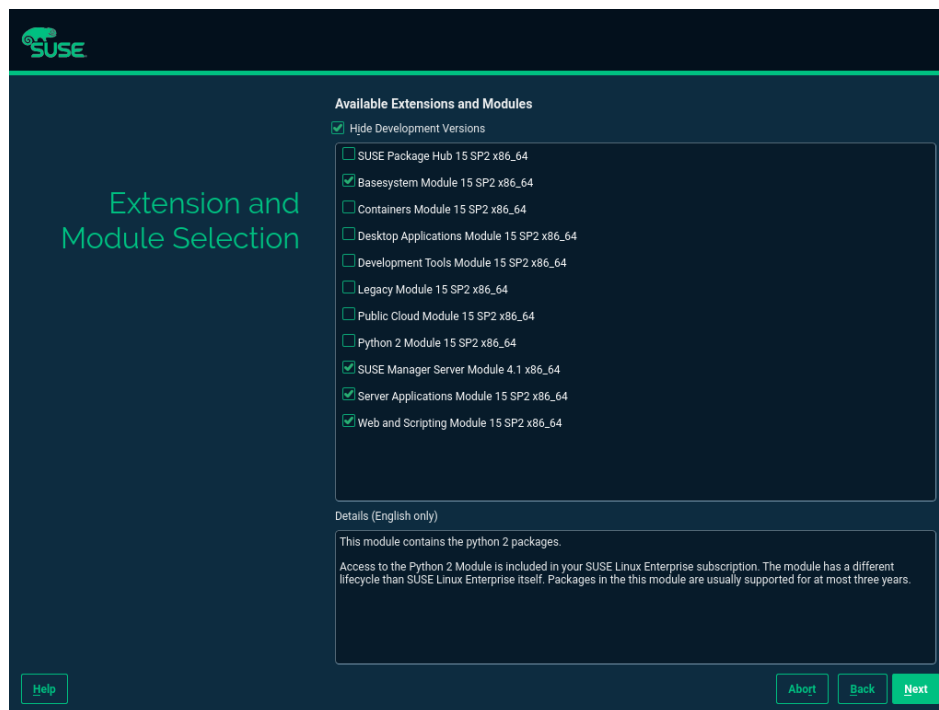 SUSE
Available Extensions and Modules
Hide Development Versions
Extension and
Module Selection
SUSE Package Hub 15 SP2 x86_64
Basesystem Module 15 SP2 x86_64
Containers Module 15 SP2 x86_64
Desktop Applications Module 15 SP2 x86_64
Development Tools Module 15 SP2 x86_64
Legacy Module 15 SP2 x86_64
Public Cloud Module 15 SP2 x86_64
Python 2 Module 15 SP2 x86_64
SUSE Manager Server Module 4.1 x86_64
Server Applications Module 15 SP2 x86_64
Web and Scripting Module 15 SP2 x86_64
Details (English only)
This module contains the python 2 packages.
Access to the Python 2 Module is included in your SUSE Linux Enterprise subscription. The module has a different
lifecycle than SUSE Linux Enterprise itself. Packages in the this module are usually supported for at most three years.
Help
Abort
Back
Next